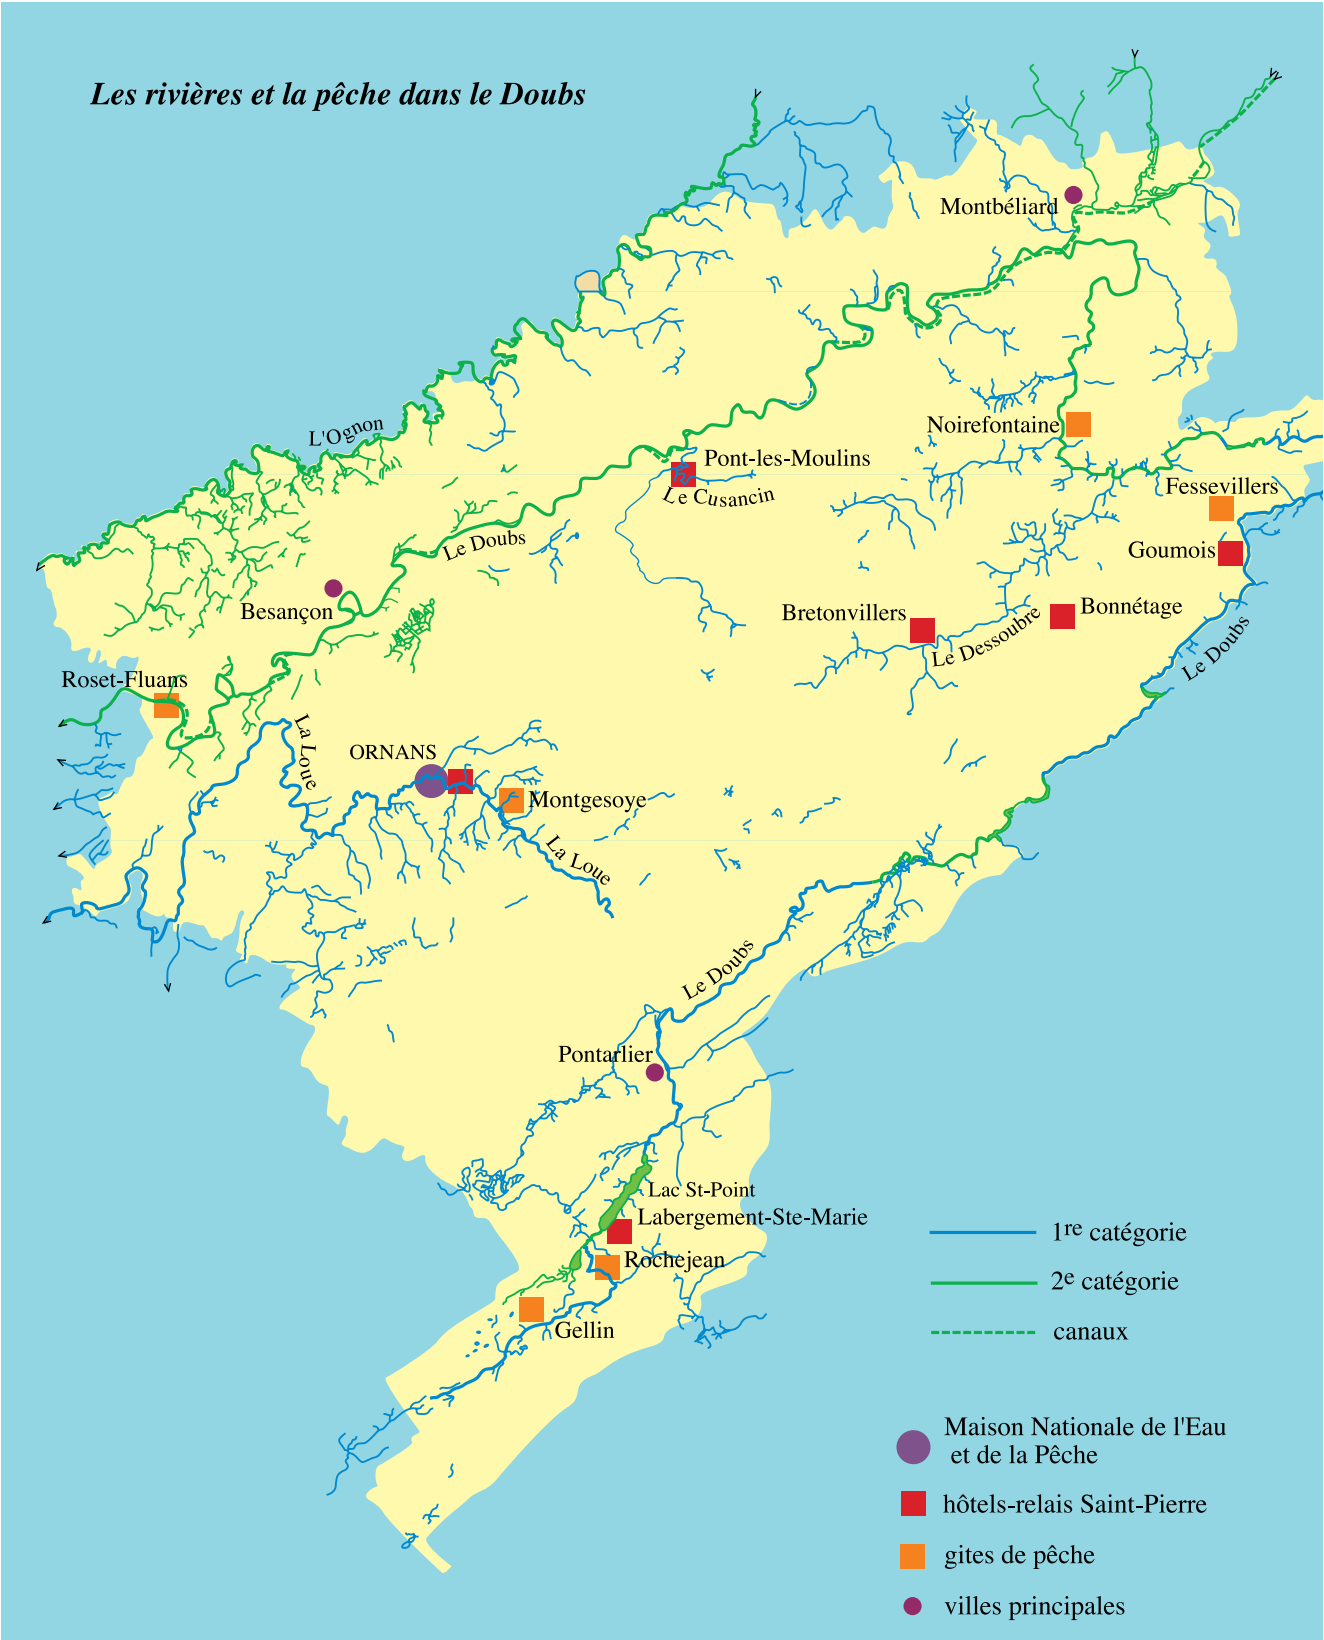 Les rivières et la pêche dans le Doubs
Montbéliard
L'Ognon
Noirefontaine
Pont-les-Moulins
Le Cusancin
Fessevillers
Le Doubs
Goumois
Besançon
Bretonvillers
Bonnétage
Le Dessoubre
Le Doubs
Roset-Fluans
La Loue
ORNANS
Montgesoye
La Loue
Le Doubs
Pontarlier
Lac St-Point
Labergement-Ste-Marie
Rochejean
Gellin
1re catégorie
2e catégorie
canaux
Maison Nationale de l'Eau
et de la Pêche
hôtels-relais Saint-Pierre
gites de pêche
villes principales